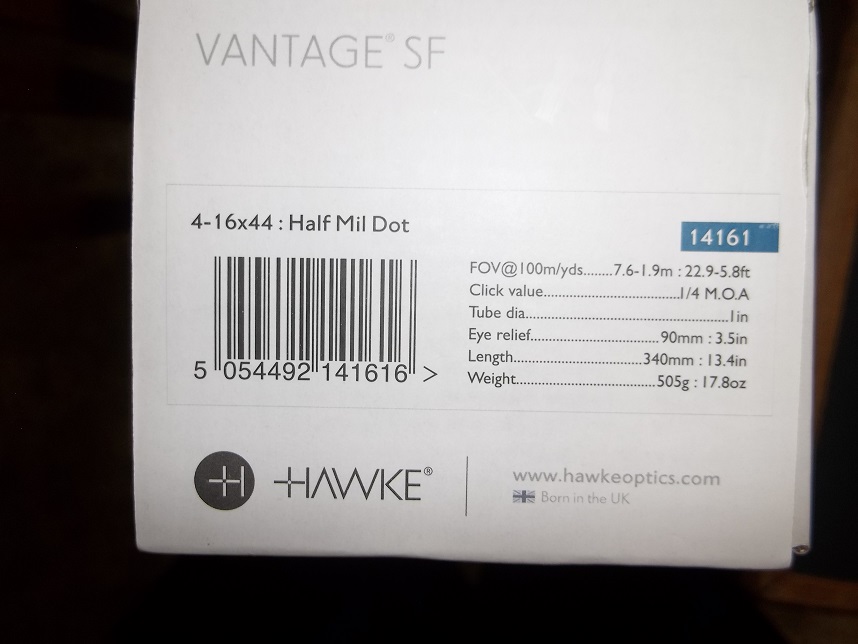 VANTAGE® SF
4-16x44 : Half Mil Dot
14161
FOV@100m/yds........7.6-1.9m : 22.9-5.8ft
Click value....................................1/4 M.O.A
Tube dia......................................................1in
Eye relief..................................90mm : 3.5in
Length..................................340mm : 13.4in
Weight.....................................505g : 17.8oz
5 054492 141616 >
HAWKE®
www.hawkeoptics.com
Born in the UK